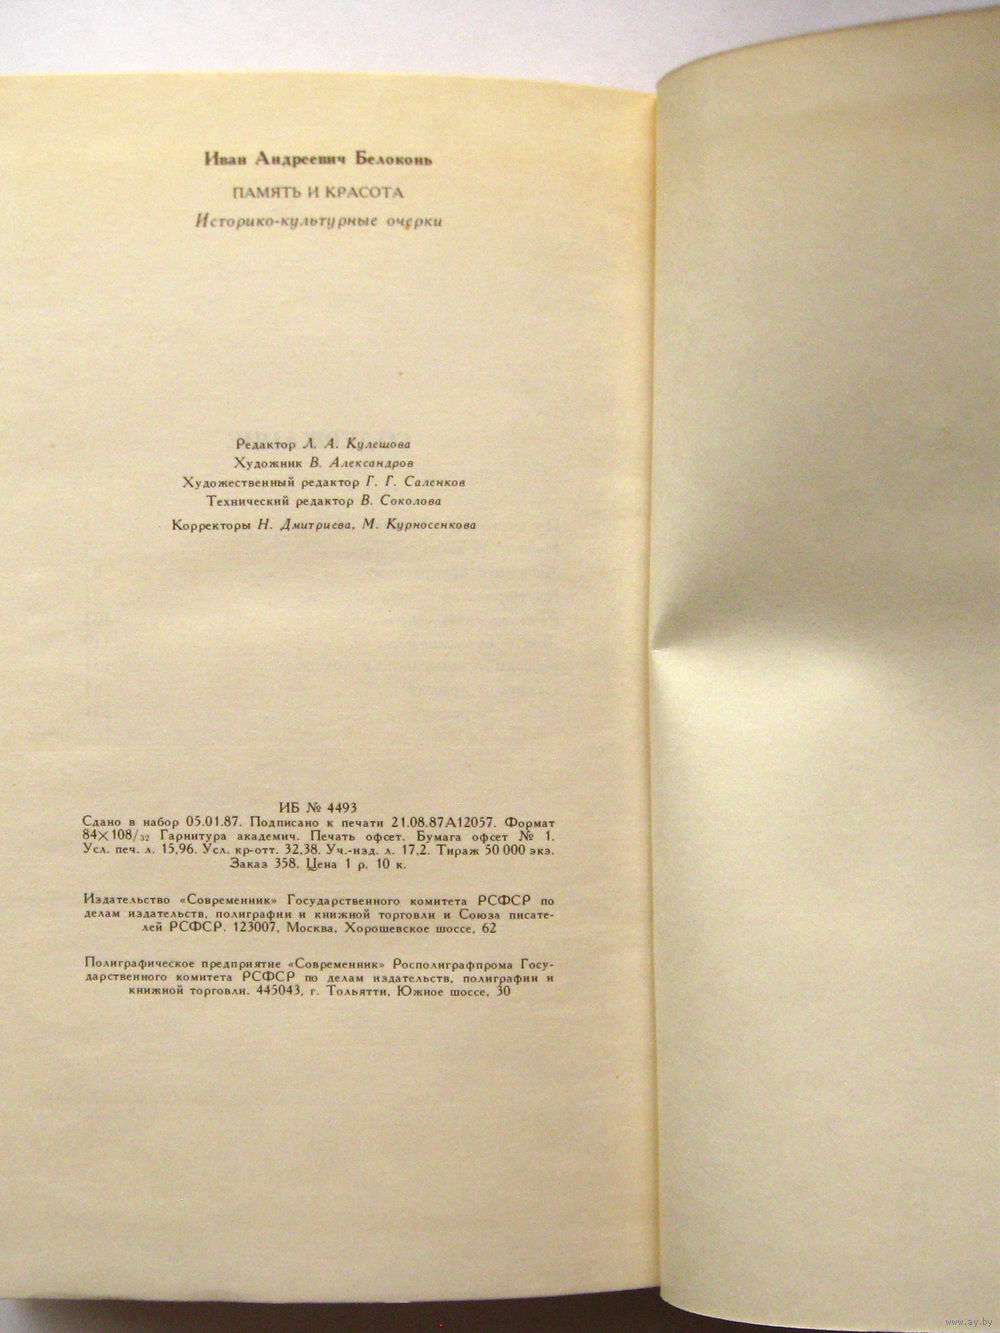 Иван Андреевич Белоконь
ПАМЯТЬ И КРАСОТА
Историко-культурные очерки
Редактор Л. А. Кулешова
Художник В. Александров
Художественный редактор Г. Г. Саленков
Технический редактор В. Соколова
Корректоры Н. Дмитриева, М. Курносенкова
ИБ № 4493
Сдано в набор 05.01.87. Подписано к печати 21.08.87А12057. Формат
84×108/32 Гарнитура академич. Печать офсет. Бумага офсет № 1.
Усл. печ. л. 15,96. Усл. кр-отт. 32,38. Уч.-изд. л. 17,2. Тираж 50 000 экз.
Заказ 358. Цена 1 р. 10 к.
Издательство «Современник» Государственного комитета РСФСР по
делам издательств, полиграфии и книжной торговли и Союза писате-
лей РСФСР. 123007, Москва, Хорошевское шоссе, 62
Полиграфическое предприятие «Современник» Росполиграфпрома Госу-
дарственного комитета РСФСР по делам издательств, полиграфии и
книжной торговли. 445043, г. Тольятти, Южное шоссе, 30
www.ay.by